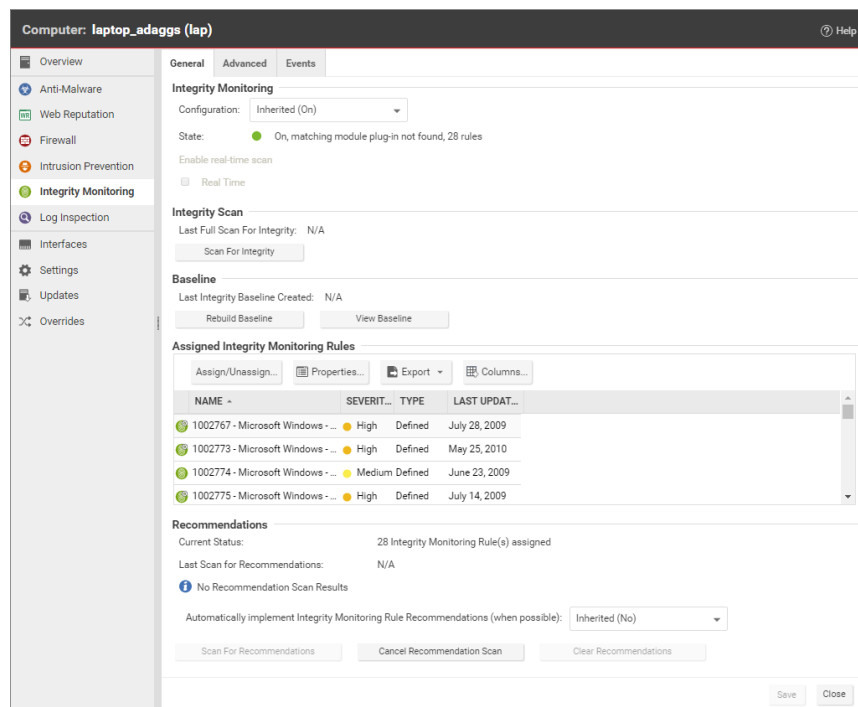 Computer: laptop_adaggs (lap)
Help
Overview
Anti-Malware
Web Reputation
Firewall
Intrusion Prevention
Integrity Monitoring
Log Inspection
Interfaces
Settings
Updates
Overrides
General Advanced Events
Integrity Monitoring
Configuration: Inherited (On)
State: On, matching module plug-in not found, 28 rules
Enable real-time scan
Real Time
Integrity Scan
Last Full Scan For Integrity: N/A
Scan For Integrity
Baseline
Last Integrity Baseline Created: N/A
Rebuild Baseline View Baseline
Assigned Integrity Monitoring Rules
Assign/Unassign... Properties... Export Columns...
NAME SEVERIT... TYPE LAST UPDAT...
1002767 - Microsoft Windows - ... High Defined July 28, 2009
1002773 - Microsoft Windows - ... High Defined May 25, 2010
1002774 - Microsoft Windows - ... Medium Defined June 23, 2009
1002775 - Microsoft Windows - ... High Defined July 14, 2009
Recommendations
Current Status: 28 Integrity Monitoring Rule(s) assigned
Last Scan for Recommendations: N/A
No Recommendation Scan Results
Automatically implement Integrity Monitoring Rule Recommendations (when possible): Inherited (No)
Scan For Recommendations Cancel Recommendation Scan Clear Recommendations
Save Close